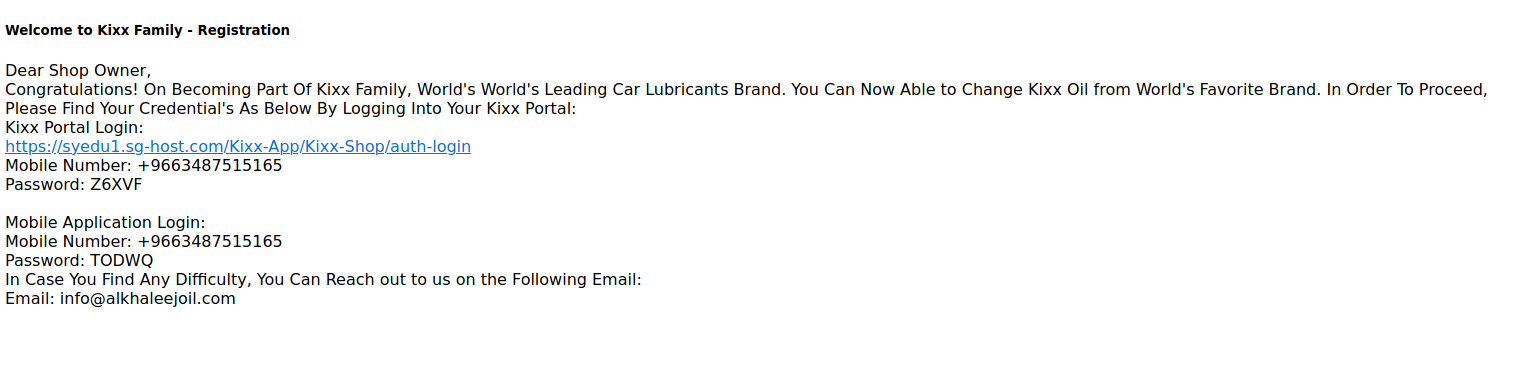 Welcome to Kixx Family - Registration
Dear Shop Owner,
Congratulations! On Becoming Part Of Kixx Family, World's World's Leading Car Lubricants Brand. You Can Now Able to Change Kixx Oil from World's Favorite Brand. In Order To Proceed,
Please Find Your Credential's As Below By Logging Into Your Kixx Portal:
Kixx Portal Login:
https://syedu1.sg-host.com/Kixx-App/Kixx-Shop/auth-login
Mobile Number: +9663487515165
Password: Z6XVF
Mobile Application Login:
Mobile Number: +9663487515165
Password: TODWQ
In Case You Find Any Difficulty, You Can Reach out to us on the Following Email:
Email: info@alkhaleejoil.com